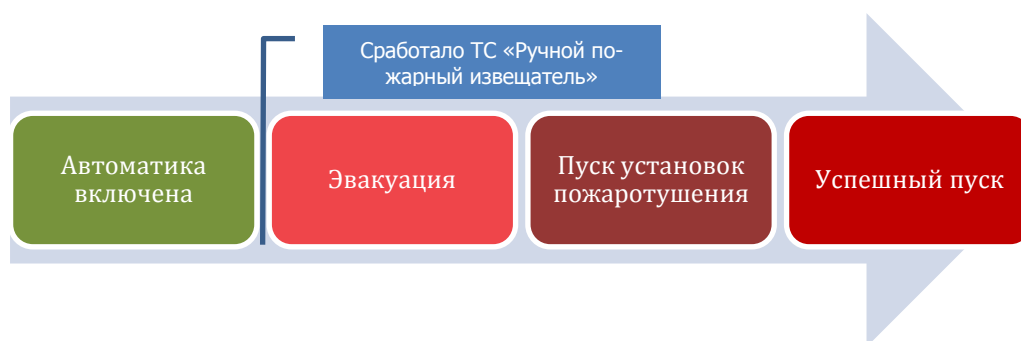 Сработало ТС «Ручной по-
жарный извещатель»
Автоматика
включена
Эвакуация
Пуск установок
пожаротушения
Успешный пуск